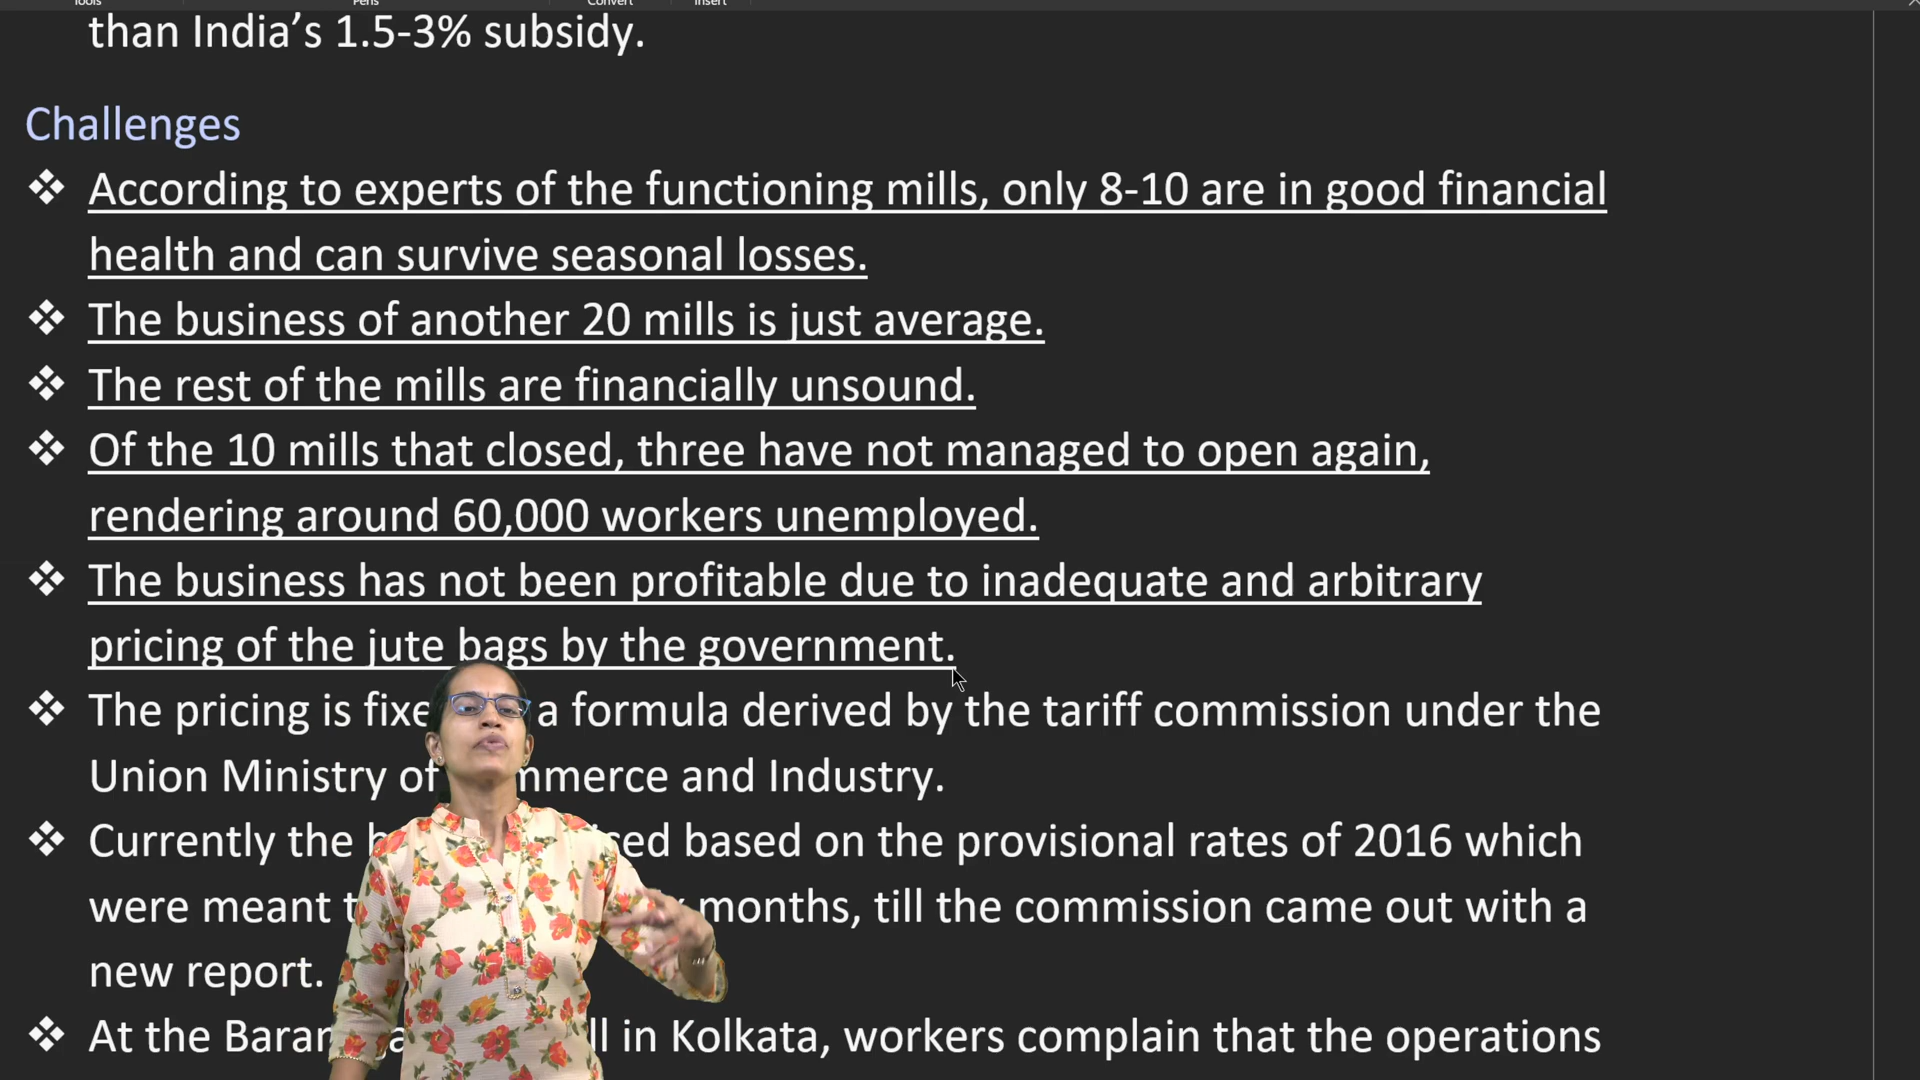 Tools Pens Convert Insert
than India’s 1.5-3% subsidy.
Challenges
❖ According to experts of the functioning mills, only 8-10 are in good financial
health and can survive seasonal losses.
❖ The business of another 20 mills is just average.
❖ The rest of the mills are financially unsound.
❖ Of the 10 mills that closed, three have not managed to open again,
rendering around 60,000 workers unemployed.
❖ The business has not been profitable due to inadequate and arbitrary
pricing of the jute bags by the government.
❖ The pricing is a formula derived by the tariff commission under the
Union Ministry of and Industry.
❖ Currently the based on the provisional rates of 2016 which
were meant months, till the commission came out with a
new report.
❖ At the in Kolkata, workers complain that the operations